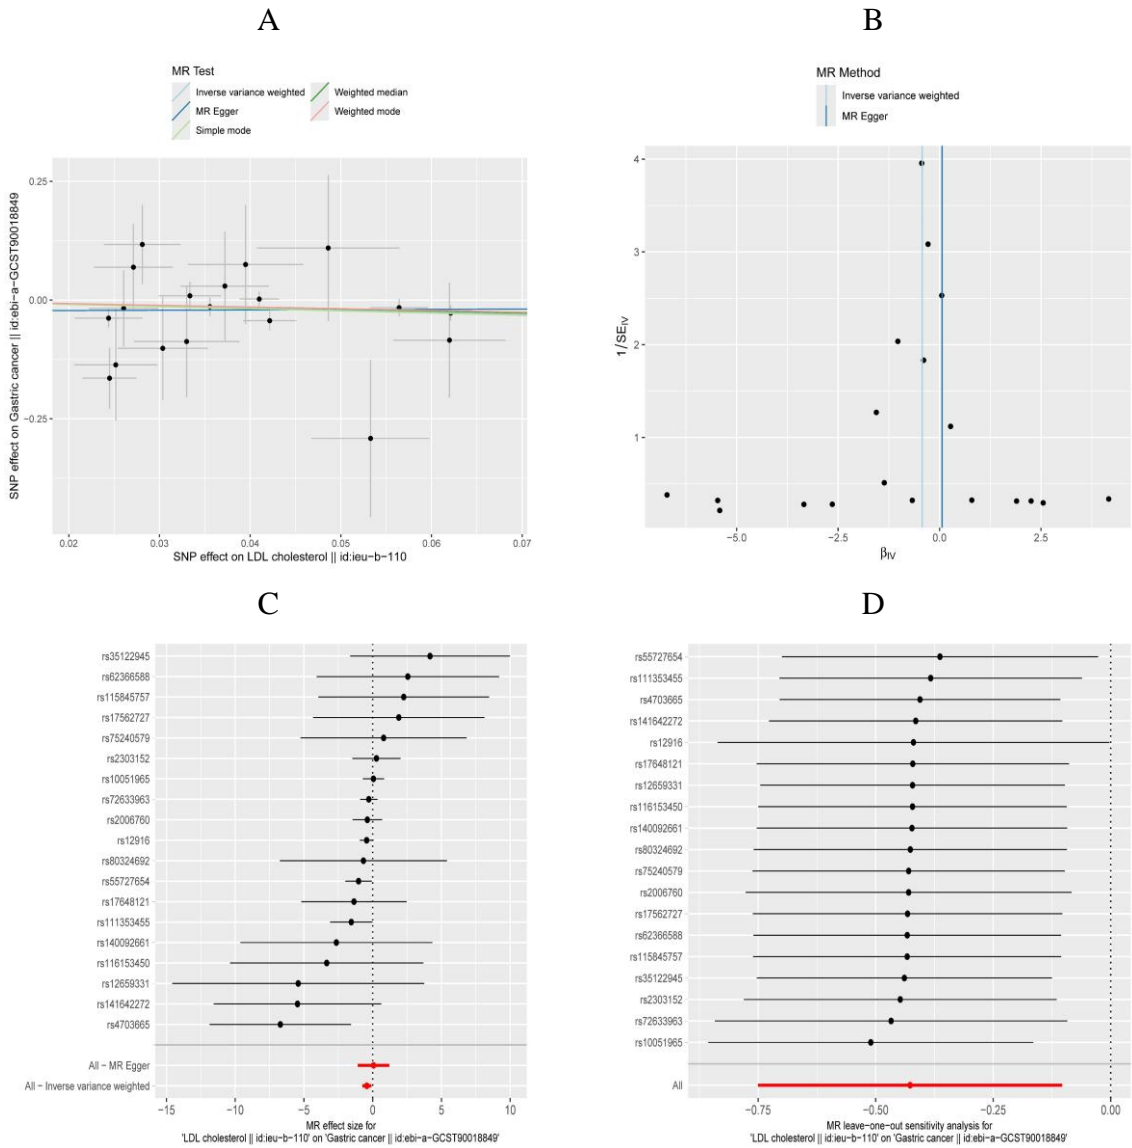 A
MR Test
Inverse variance weighted
Weighted median
MR Egger
Weighted mode
Simple mode
SNP effect on Gastric cancer || id:ebi-a-GCST90018849
0.25
0.00
−0.25
0.02 0.03 0.04 0.05 0.06 0.07
SNP effect on LDL cholesterol || id:ieu-b-110
B
MR Method
Inverse variance weighted
MR Egger
1/SEIV
4
3
2
1
−5.0 −2.5 0.0 2.5
βIV
C
rs35122945
rs62366588
rs115845757
rs17562727
rs75240579
rs2303152
rs10051965
rs72633963
rs2006760
rs12916
rs80324692
rs55727654
rs17648121
rs111353455
rs140092661
rs116153450
rs12659331
rs141642272
rs4703665
All − MR Egger
All − Inverse variance weighted
−15 −10 −5 0 5 10
MR effect size for
'LDL cholesterol || id:ieu-b-110' on 'Gastric cancer || id:ebi-a-GCST90018849'
D
rs55727654
rs111353455
rs4703665
rs141642272
rs12916
rs17648121
rs12659331
rs116153450
rs140092661
rs80324692
rs75240579
rs2006760
rs17562727
rs62366588
rs115845757
rs35122945
rs2303152
rs72633963
rs10051965
All
−0.75 −0.50 −0.25 0.00
MR leave−one−out sensitivity analysis for
'LDL cholesterol || id:ieu-b-110' on 'Gastric cancer || id:ebi-a-GCST90018849'